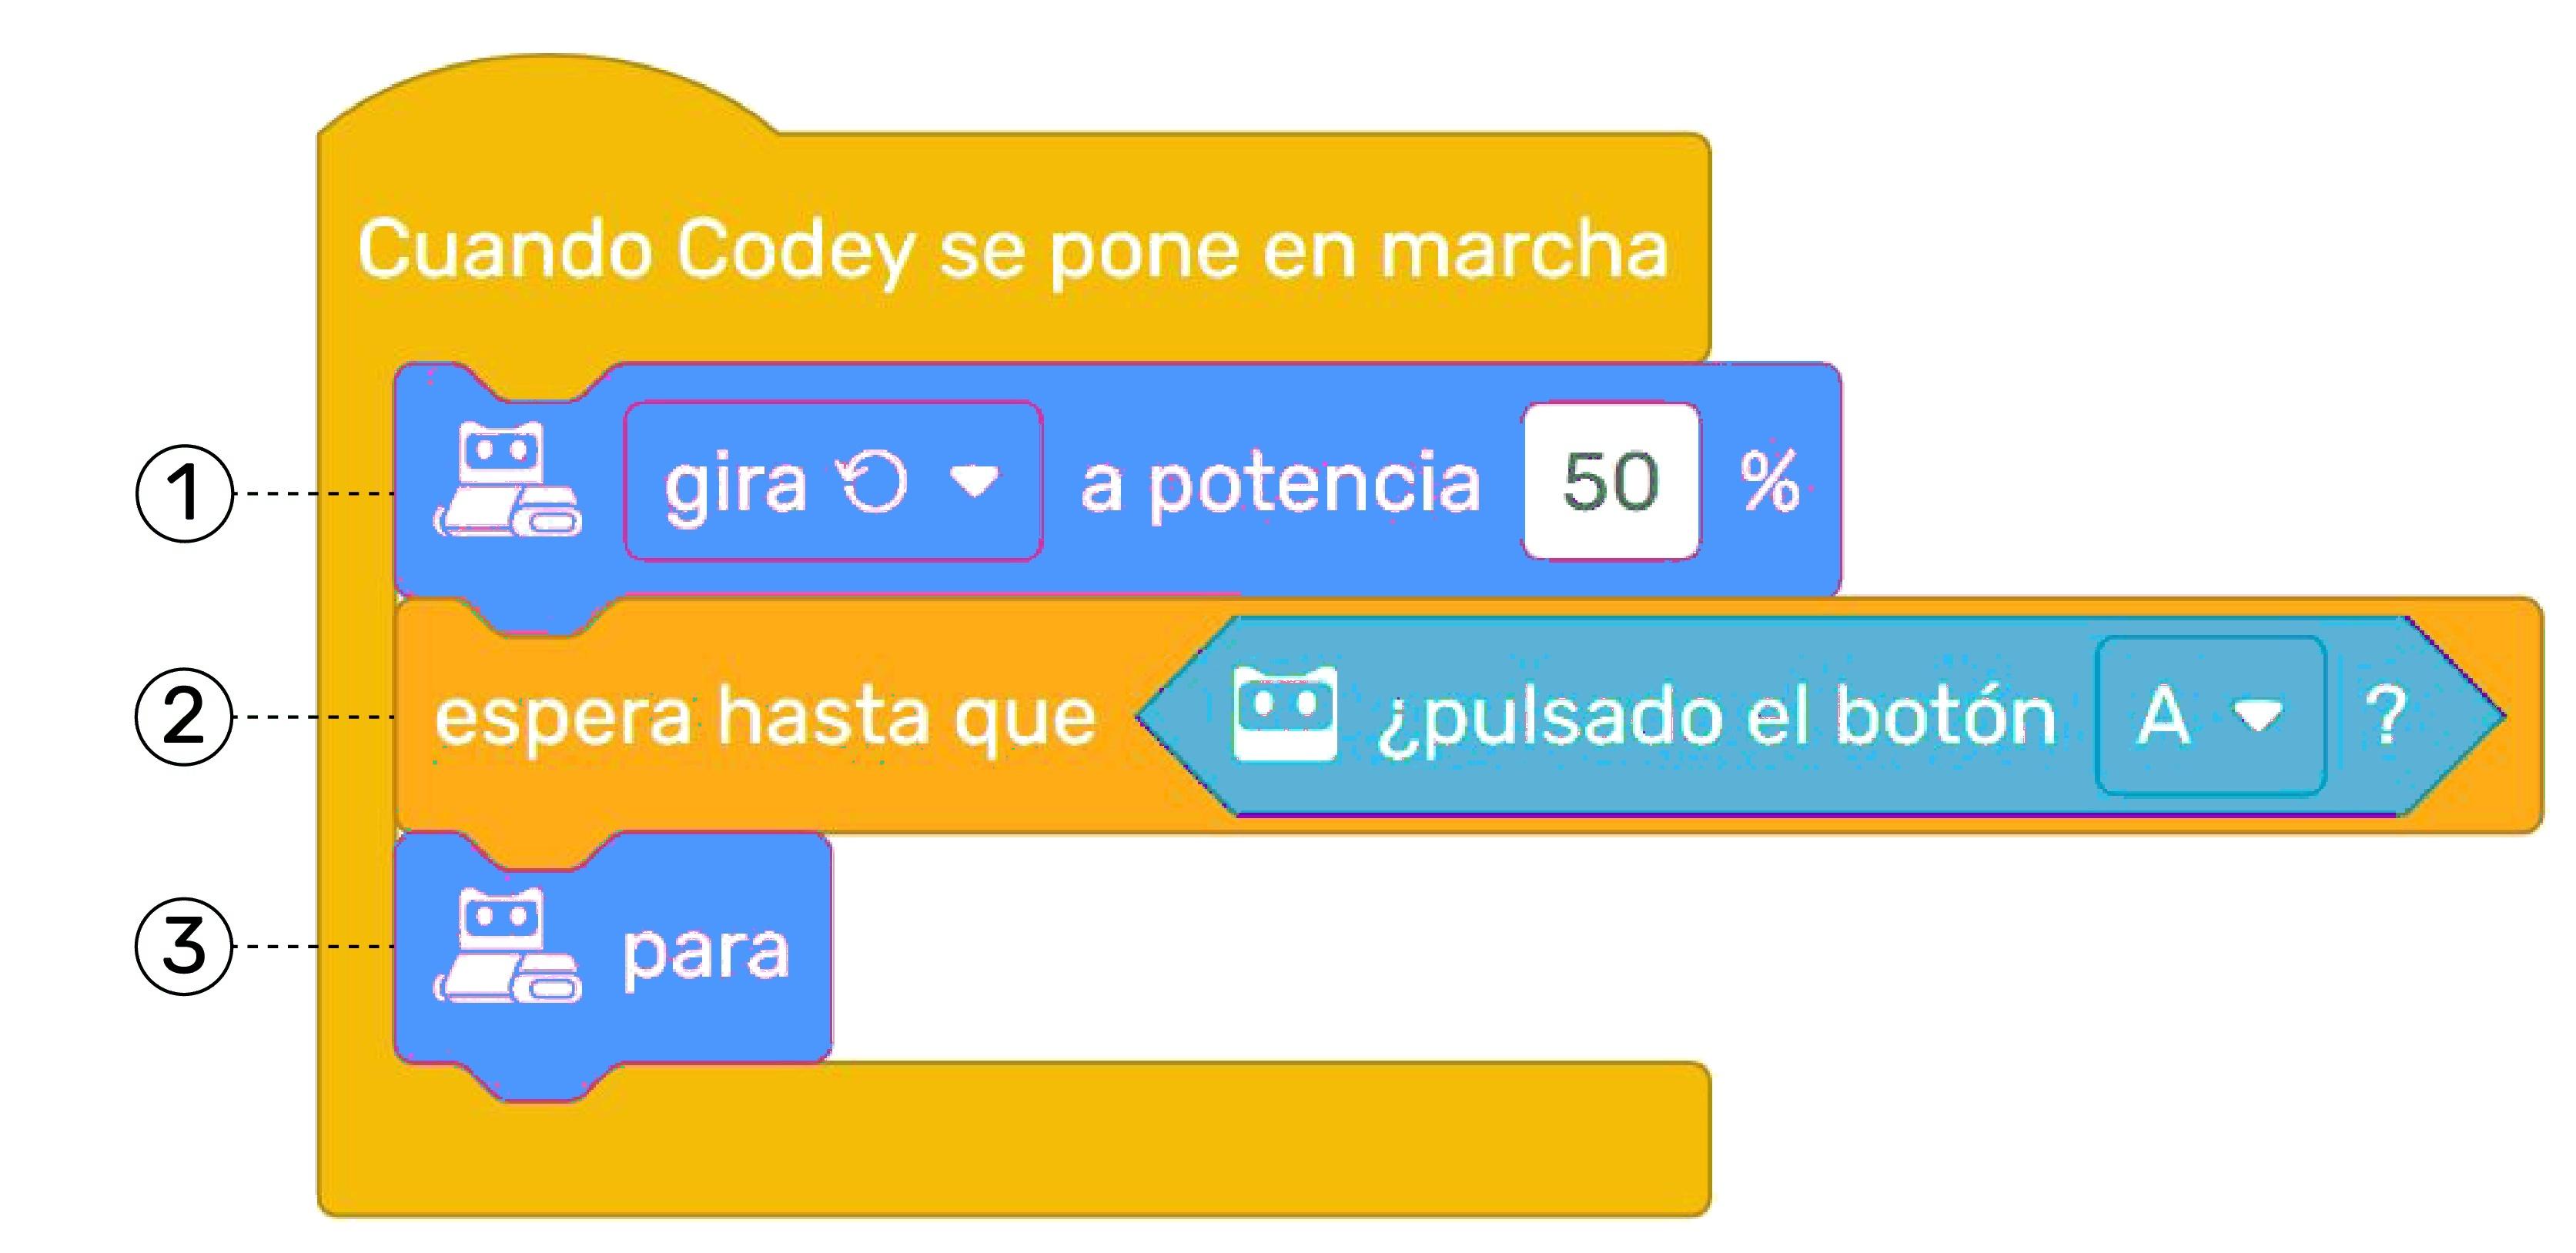 Cuando Codey se pone en marcha
1 gira a potencia 50 %
2 espera hasta que ¿pulsado el botón A ?
3 para